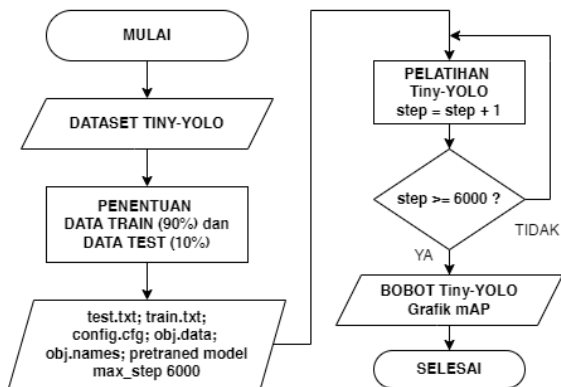 MULAI
DATASET TINY-YOLO
PENENTUAN
DATA TRAIN (90%) dan
DATA TEST (10%)
test.txt; train.txt;
config.cfg; obj.data;
obj.names; pretraned model
max_step 6000
PELATIHAN
Tiny-YOLO
step = step + 1
step >= 6000 ?
TIDAK
YA
BOBOT Tiny-YOLO
Grafik mAP
SELESAI